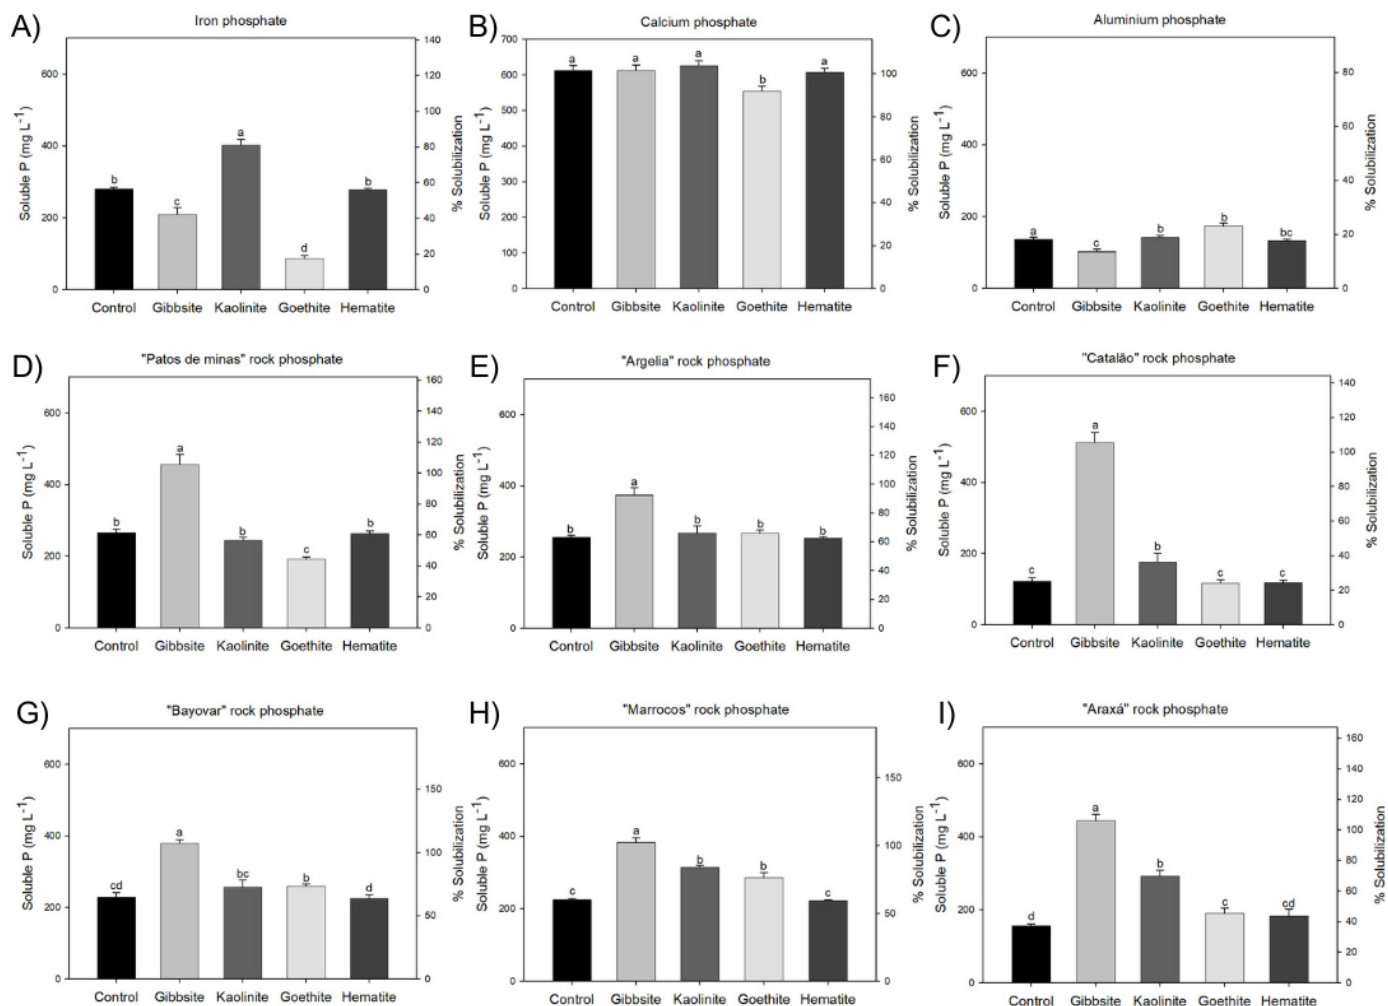 A)
Iron phosphate
Soluble P (mg L-1)
600
400
200
0
140
120
100
80
60
40
20
0
% Solubilization
b
c
a
d
b
Control Gibbsite Kaolinite Goethite Hematite
B)
Calcium phosphate
Soluble P (mg L-1)
700
600
500
400
300
200
100
0
100
80
60
40
20
0
% Solubilization
a
a
a
b
a
Control Gibbsite Kaolinite Goethite Hematite
C)
Aluminium phosphate
Soluble P (mg L-1)
600
400
200
0
80
60
40
20
0
% Solubilization
a
c
b
b
bc
Control Gibbsite Kaolinite Goethite Hematite
D)
"Patos de minas" rock phosphate
Soluble P (mg L-1)
600
400
200
0
160
140
120
100
80
60
40
20
0
% Solubilization
b
a
b
c
b
Control Gibbsite Kaolinite Goethite Hematite
E)
"Argelia" rock phosphate
Soluble P (mg L-1)
600
400
200
0
160
140
120
100
80
60
40
20
0
% Solubilization
b
a
b
b
b
Control Gibbsite Kaolinite Goethite Hematite
F)
"Catalão" rock phosphate
Soluble P (mg L-1)
600
400
200
0
140
120
100
80
60
40
20
0
% Solubilization
c
a
b
c
c
Control Gibbsite Kaolinite Goethite Hematite
G)
"Bayovar" rock phosphate
Soluble P (mg L-1)
600
400
200
0
150
100
50
0
% Solubilization
cd
a
bc
b
d
Control Gibbsite Kaolinite Goethite Hematite
H)
"Marrocos" rock phosphate
Soluble P (mg L-1)
600
400
200
0
150
100
50
0
% Solubilization
c
a
b
b
c
Control Gibbsite Kaolinite Goethite Hematite
I)
"Araxá" rock phosphate
Soluble P (mg L-1)
600
400
200
0
160
140
120
100
80
60
40
20
0
% Solubilization
d
a
b
c
cd
Control Gibbsite Kaolinite Goethite Hematite